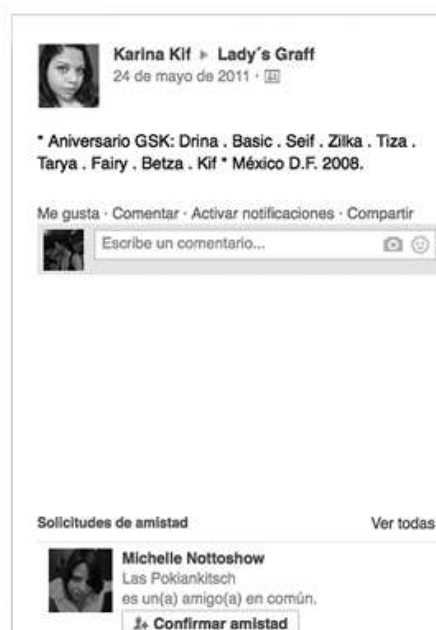 Karina Kif ▸ Lady´s Graff
24 de mayo de 2011 ·
* Aniversario GSK: Drina . Basic . Seif . Zilka . Tiza .
Tarya . Fairy . Betza . Kif * México D.F. 2008.
Me gusta · Comentar · Activar notificaciones · Compartir
Escribe un comentario...
Solicitudes de amistad Ver todas
Michelle Nottoshow
Las Pokiankitsch
es un(a) amigo(a) en común.
Confirmar amistad